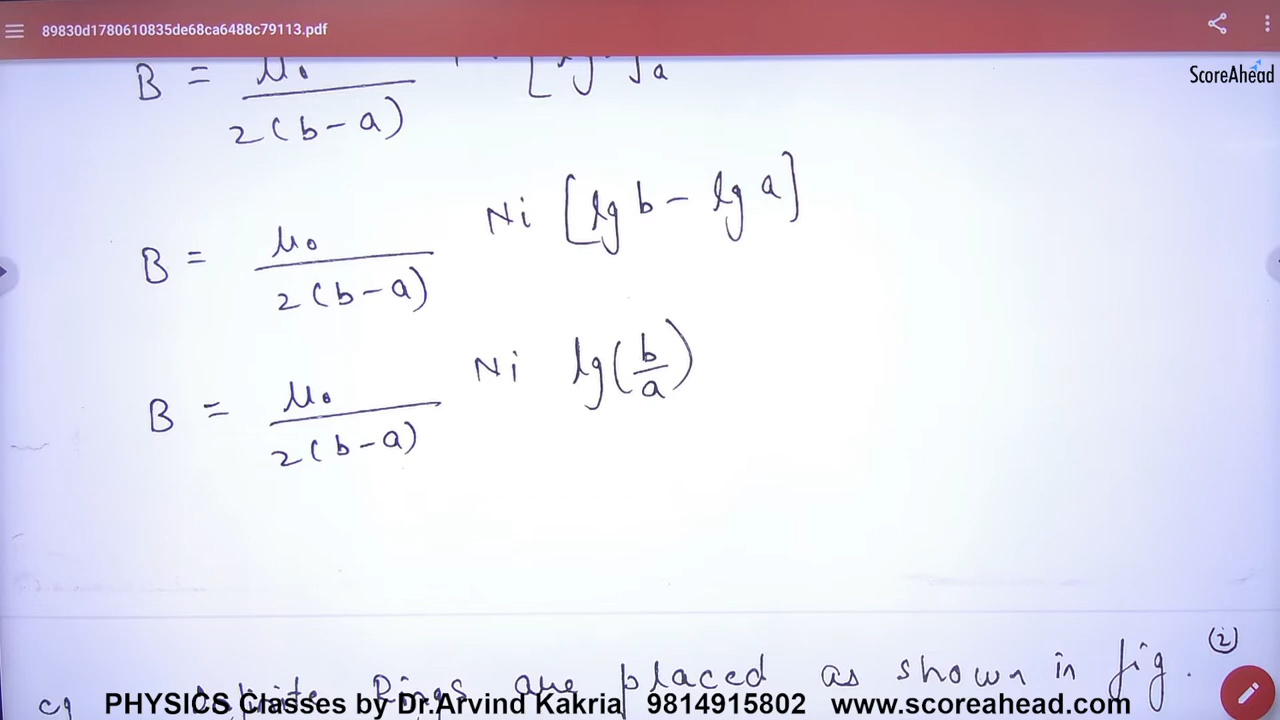 89830d1780610835de68ca6488c79113.pdf
ScoreAhead
B = μ₀ / 2(b-a)
B = μ₀ / 2(b-a) Ni [lg b - lg a]
B = μ₀ / 2(b-a) Ni lg(b/a)
(2)
Rings are placed as shown in fig.
PHYSICS Classes by Dr.Arvind Kakria 9814915802 www.scoreahead.com